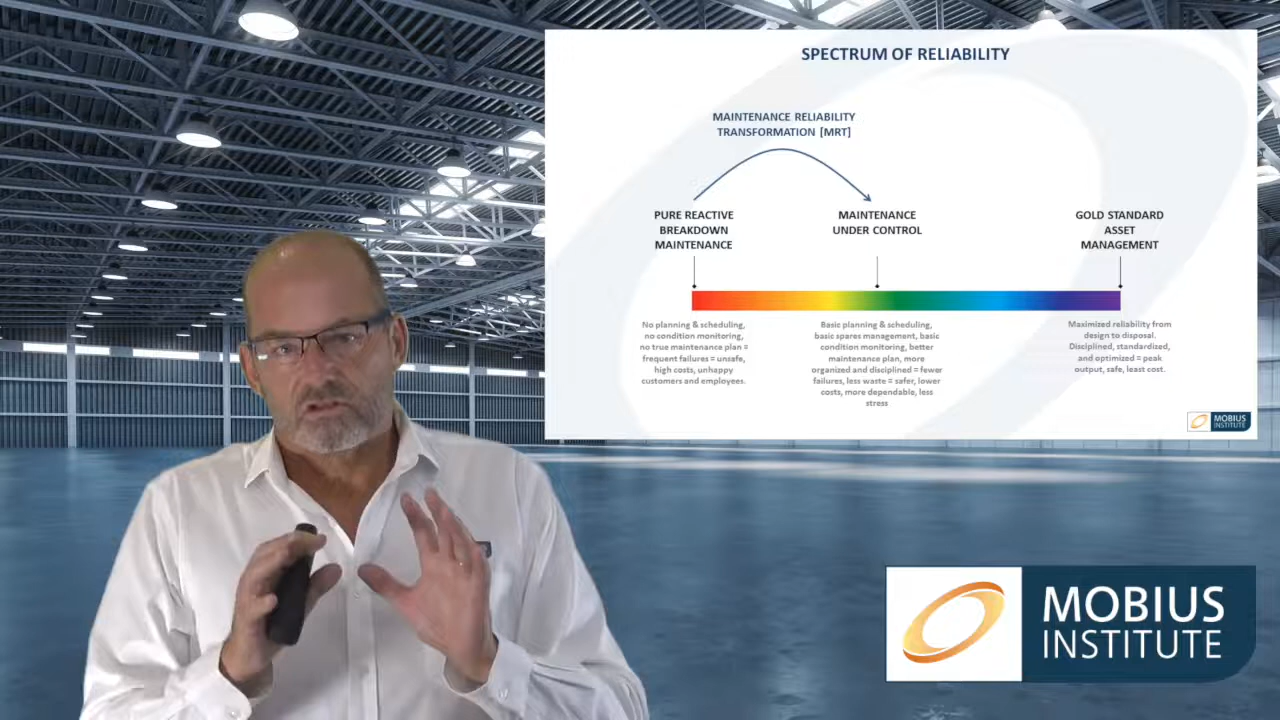 SPECTRUM OF RELIABILITY
MAINTENANCE RELIABILITY
TRANSFORMATION [MRT]
PURE REACTIVE
BREAKDOWN
MAINTENANCE
MAINTENANCE
UNDER CONTROL
GOLD STANDARD
ASSET
MANAGEMENT
No planning & scheduling,
no condition monitoring,
no true maintenance plan =
frequent failures = unsafe,
high costs, unhappy
customers and employees.
Basic planning & scheduling,
basic spares management, basic
condition monitoring, better
maintenance plan, more
organized and disciplined = fewer
failures, less waste = safer, lower
costs, more dependable, less
stress
Maximized reliability from
design to disposal.
Disciplined, standardized,
and optimized = peak
output, safe, least cost.
MOBIUS
INSTITUTE
MOBIUS
INSTITUTE